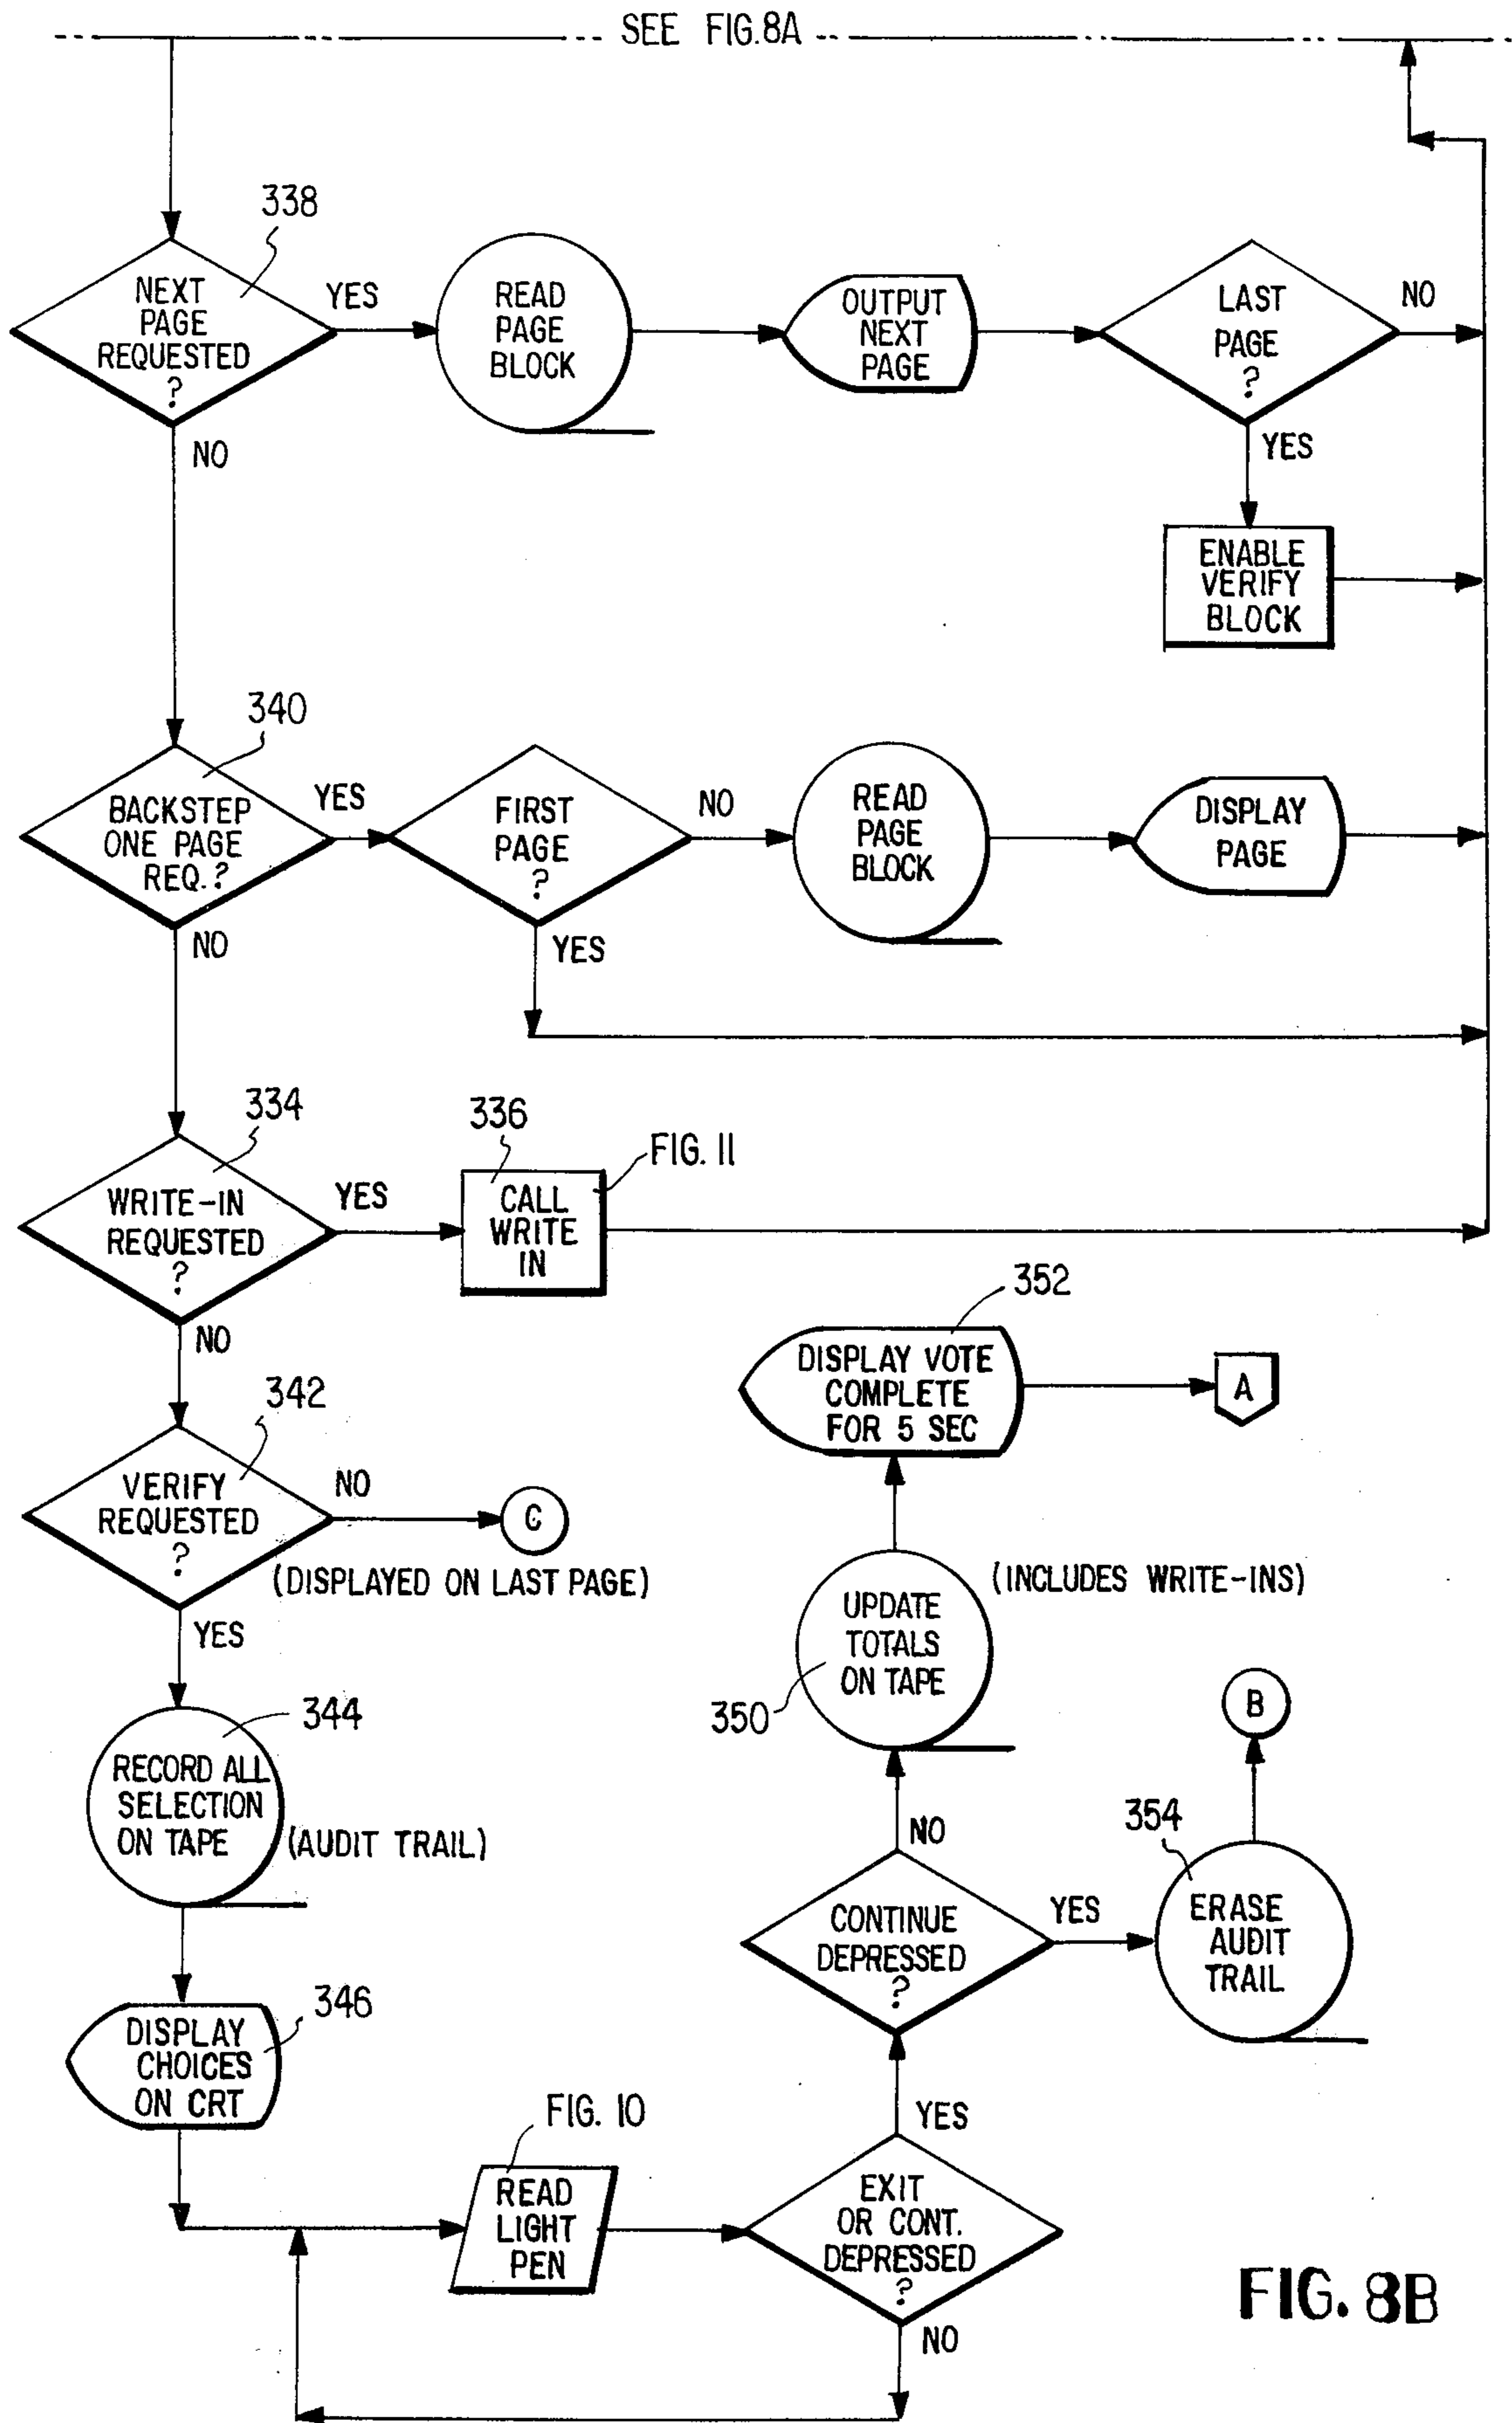 SEE FIG. 8A
338
NEXT
PAGE
REQUESTED
?
YES
NO
READ
PAGE
BLOCK
OUTPUT
NEXT
PAGE
LAST
PAGE
?
NO
YES
ENABLE
VERIFY
BLOCK
340
BACKSTEP
ONE PAGE
REQ.?
YES
NO
FIRST
PAGE
?
NO
YES
READ
PAGE
BLOCK
DISPLAY
PAGE
334
WRITE-IN
REQUESTED
?
YES
NO
336
CALL
WRITE
IN
FIG. 11
342
VERIFY
REQUESTED
?
NO
C
(DISPLAYED ON LAST PAGE)
YES
344
RECORD ALL
SELECTION
ON TAPE
(AUDIT TRAIL)
346
DISPLAY
CHOICES
ON CRT
FIG. 10
READ
LIGHT
PEN
EXIT
OR CONT.
DEPRESSED
?
NO
YES
CONTINUE
DEPRESSED
?
YES
354
ERASE
AUDIT
TRAIL
B
NO
350
UPDATE
TOTALS
ON TAPE
(INCLUDES WRITE-INS)
352
DISPLAY VOTE
COMPLETE
FOR 5 SEC
A
FIG. 8B